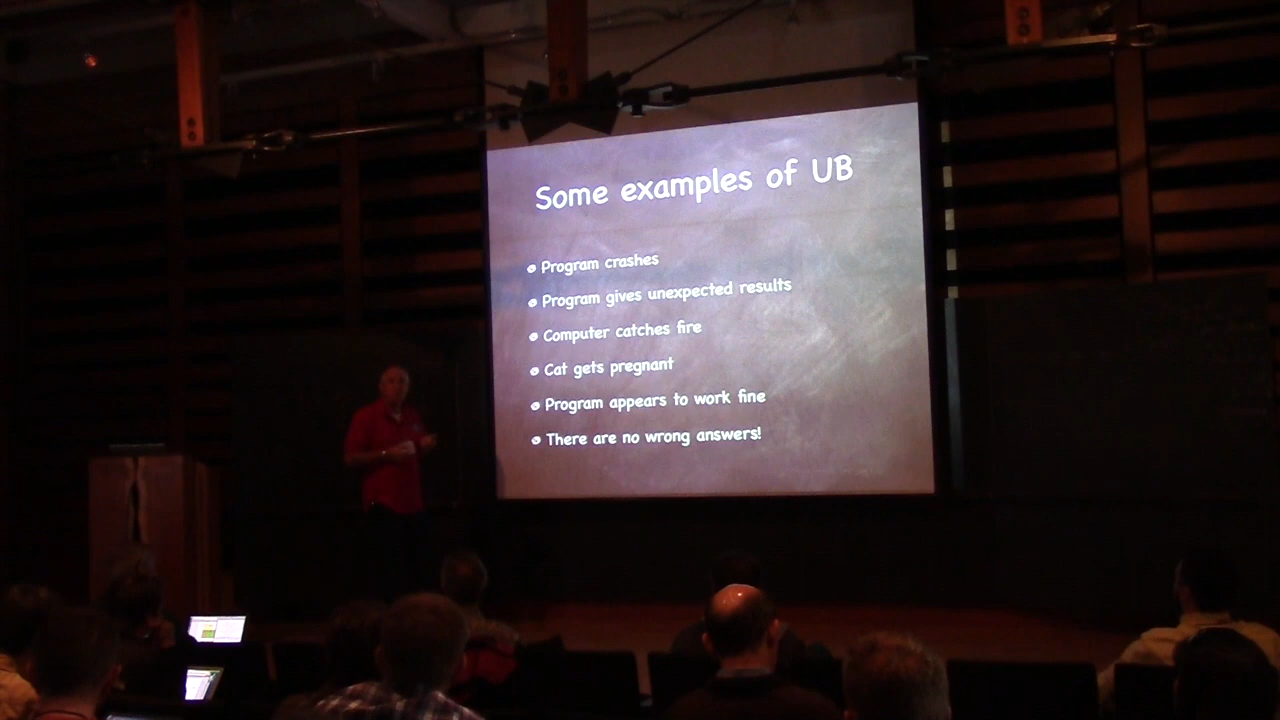 Some examples of UB
Program crashes
Program gives unexpected results
Computer catches fire
Cat gets pregnant
Program appears to work fine
There are no wrong answers!